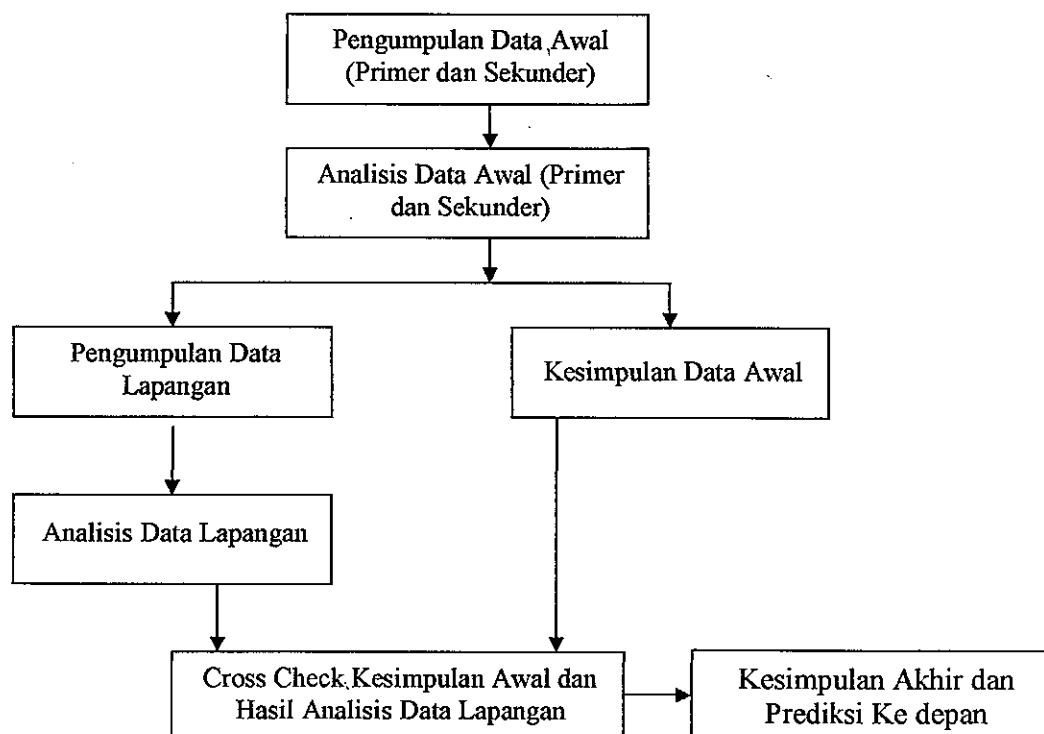 Pengumpulan Data Awal
(Primer dan Sekunder)
Analisis Data Awal (Primer
dan Sekunder)
Pengumpulan Data
Lapangan
Kesimpulan Data Awal
Analisis Data Lapangan
Cross Check Kesimpulan Awal dan
Hasil Analisis Data Lapangan
Kesimpulan Akhir dan
Prediksi Ke depan